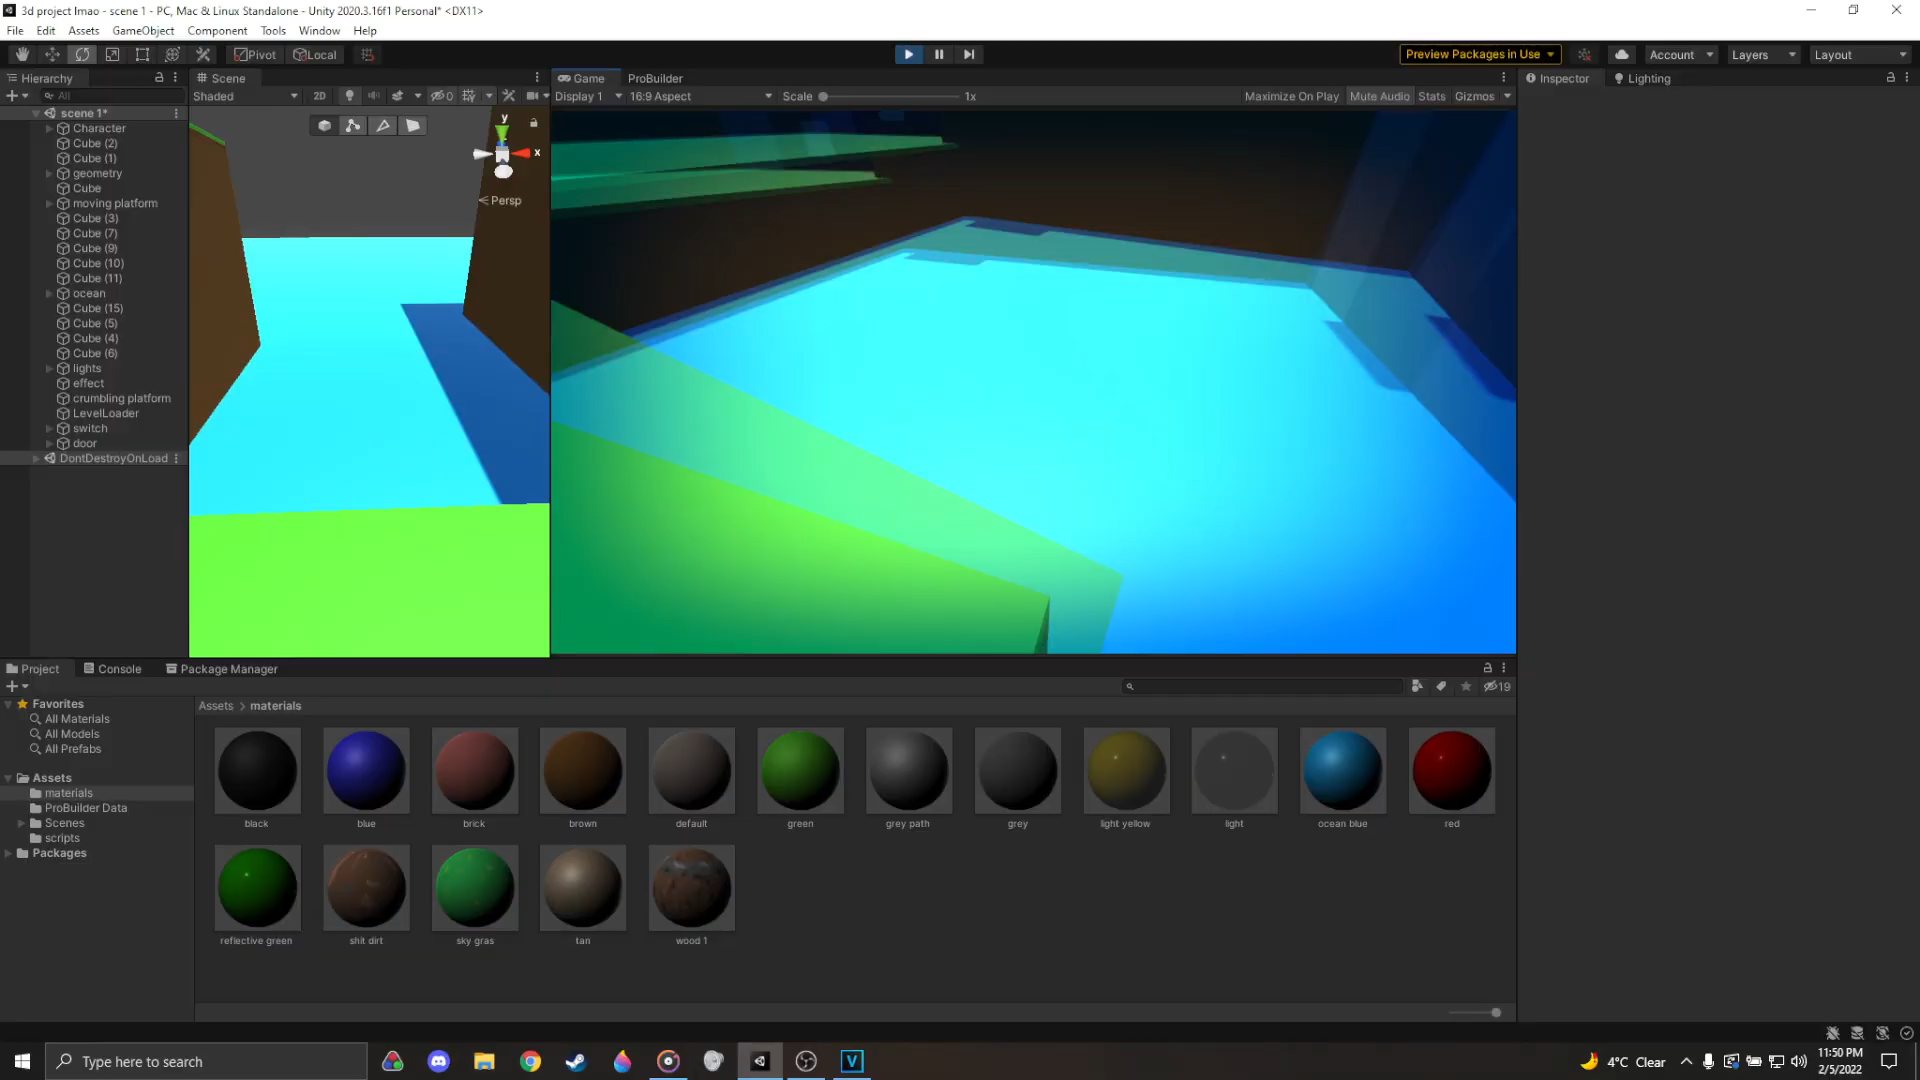 3d project lmao - scene 1 - PC, Mac & Linux Standalone - Unity 2020.3.16f1 Personal* <DX11>
File Edit Assets GameObject Component Tools Window Help
Pivot Local Preview Packages in Use Account Layers Layout
Hierarchy Scene Game ProBuilder Inspector Lighting
All Shaded 2D 0 Display 1 16:9 Aspect Scale 1x Maximize On Play Mute Audio Stats Gizmos
scene 1*
Character
Cube (2)
Cube (1)
geometry
Cube
moving platform
Cube (3)
Cube (7)
Cube (9)
Cube (10)
Cube (11)
ocean
Cube (15)
Cube (5)
Cube (4)
Cube (6)
lights
effect
crumbling platform
LevelLoader
switch
door
DontDestroyOnLoad
y
x
Persp
Project Console Package Manager
19
Favorites
All Materials
All Models
All Prefabs
Assets
materials
ProBuilder Data
Scenes
scripts
Packages
Assets > materials
black blue brick brown default green grey path grey light yellow light ocean blue red
reflective green shit dirt sky gras tan wood 1
Type here to search
V
4°C Clear
11:50 PM
2/5/2022